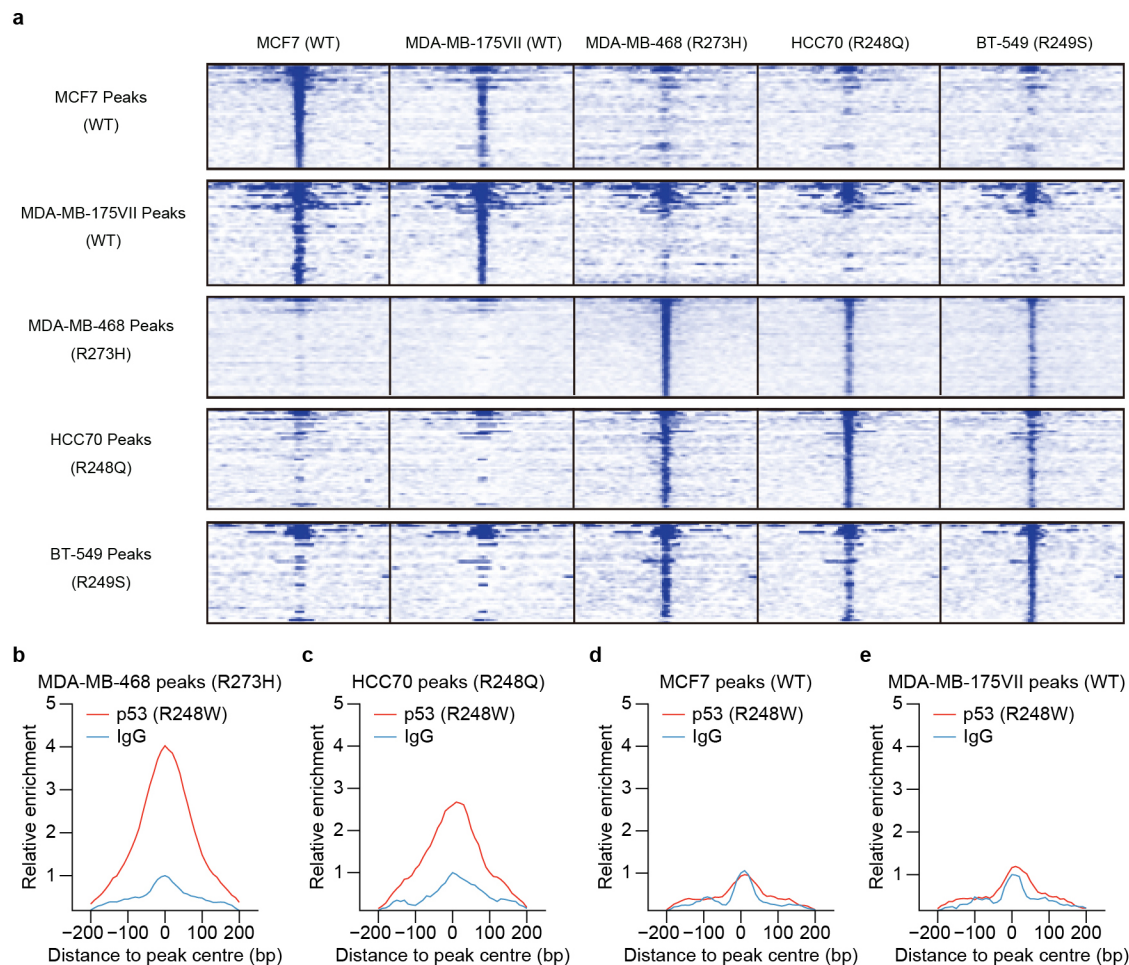 a
MCF7 (WT) MDA-MB-175VII (WT) MDA-MB-468 (R273H) HCC70 (R248Q) BT-549 (R249S)
MCF7 Peaks
(WT)
MDA-MB-175VII Peaks
(WT)
MDA-MB-468 Peaks
(R273H)
HCC70 Peaks
(R248Q)
BT-549 Peaks
(R249S)
b
MDA-MB-468 peaks (R273H)
Relative enrichment
5
4
3
2
1
p53 (R248W)
IgG
−200 −100 0 100 200
Distance to peak centre (bp)
c
HCC70 peaks (R248Q)
Relative enrichment
5
4
3
2
1
p53 (R248W)
IgG
−200 −100 0 100 200
Distance to peak centre (bp)
d
MCF7 peaks (WT)
Relative enrichment
5
4
3
2
1
p53 (R248W)
IgG
−200 −100 0 100 200
Distance to peak centre (bp)
e
MDA-MB-175VII peaks (WT)
Relative enrichment
5
4
3
2
1
p53 (R248W)
IgG
−200 −100 0 100 200
Distance to peak centre (bp)